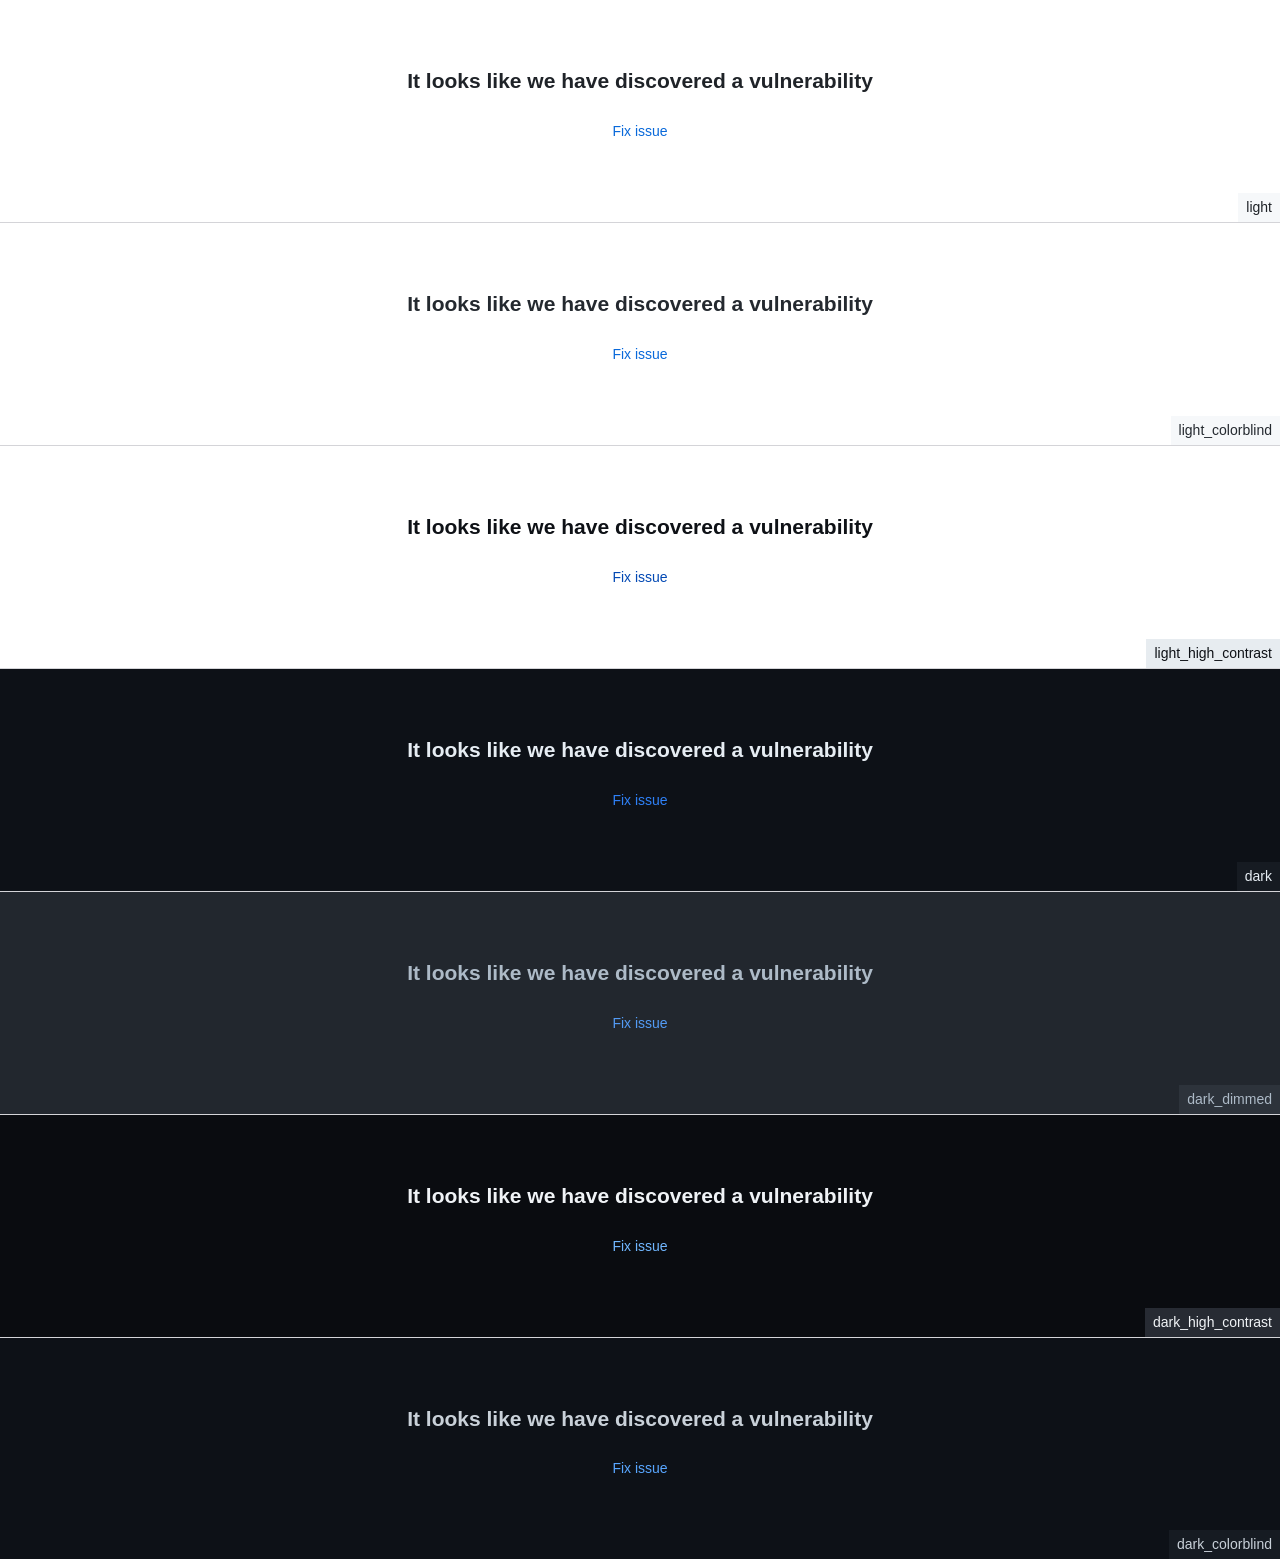 It looks like we have discovered a vulnerability
Fix issue
light
It looks like we have discovered a vulnerability
Fix issue
light_colorblind
It looks like we have discovered a vulnerability
Fix issue
light_high_contrast
It looks like we have discovered a vulnerability
Fix issue
dark
It looks like we have discovered a vulnerability
Fix issue
dark_dimmed
It looks like we have discovered a vulnerability
Fix issue
dark_high_contrast
It looks like we have discovered a vulnerability
Fix issue
dark_colorblind